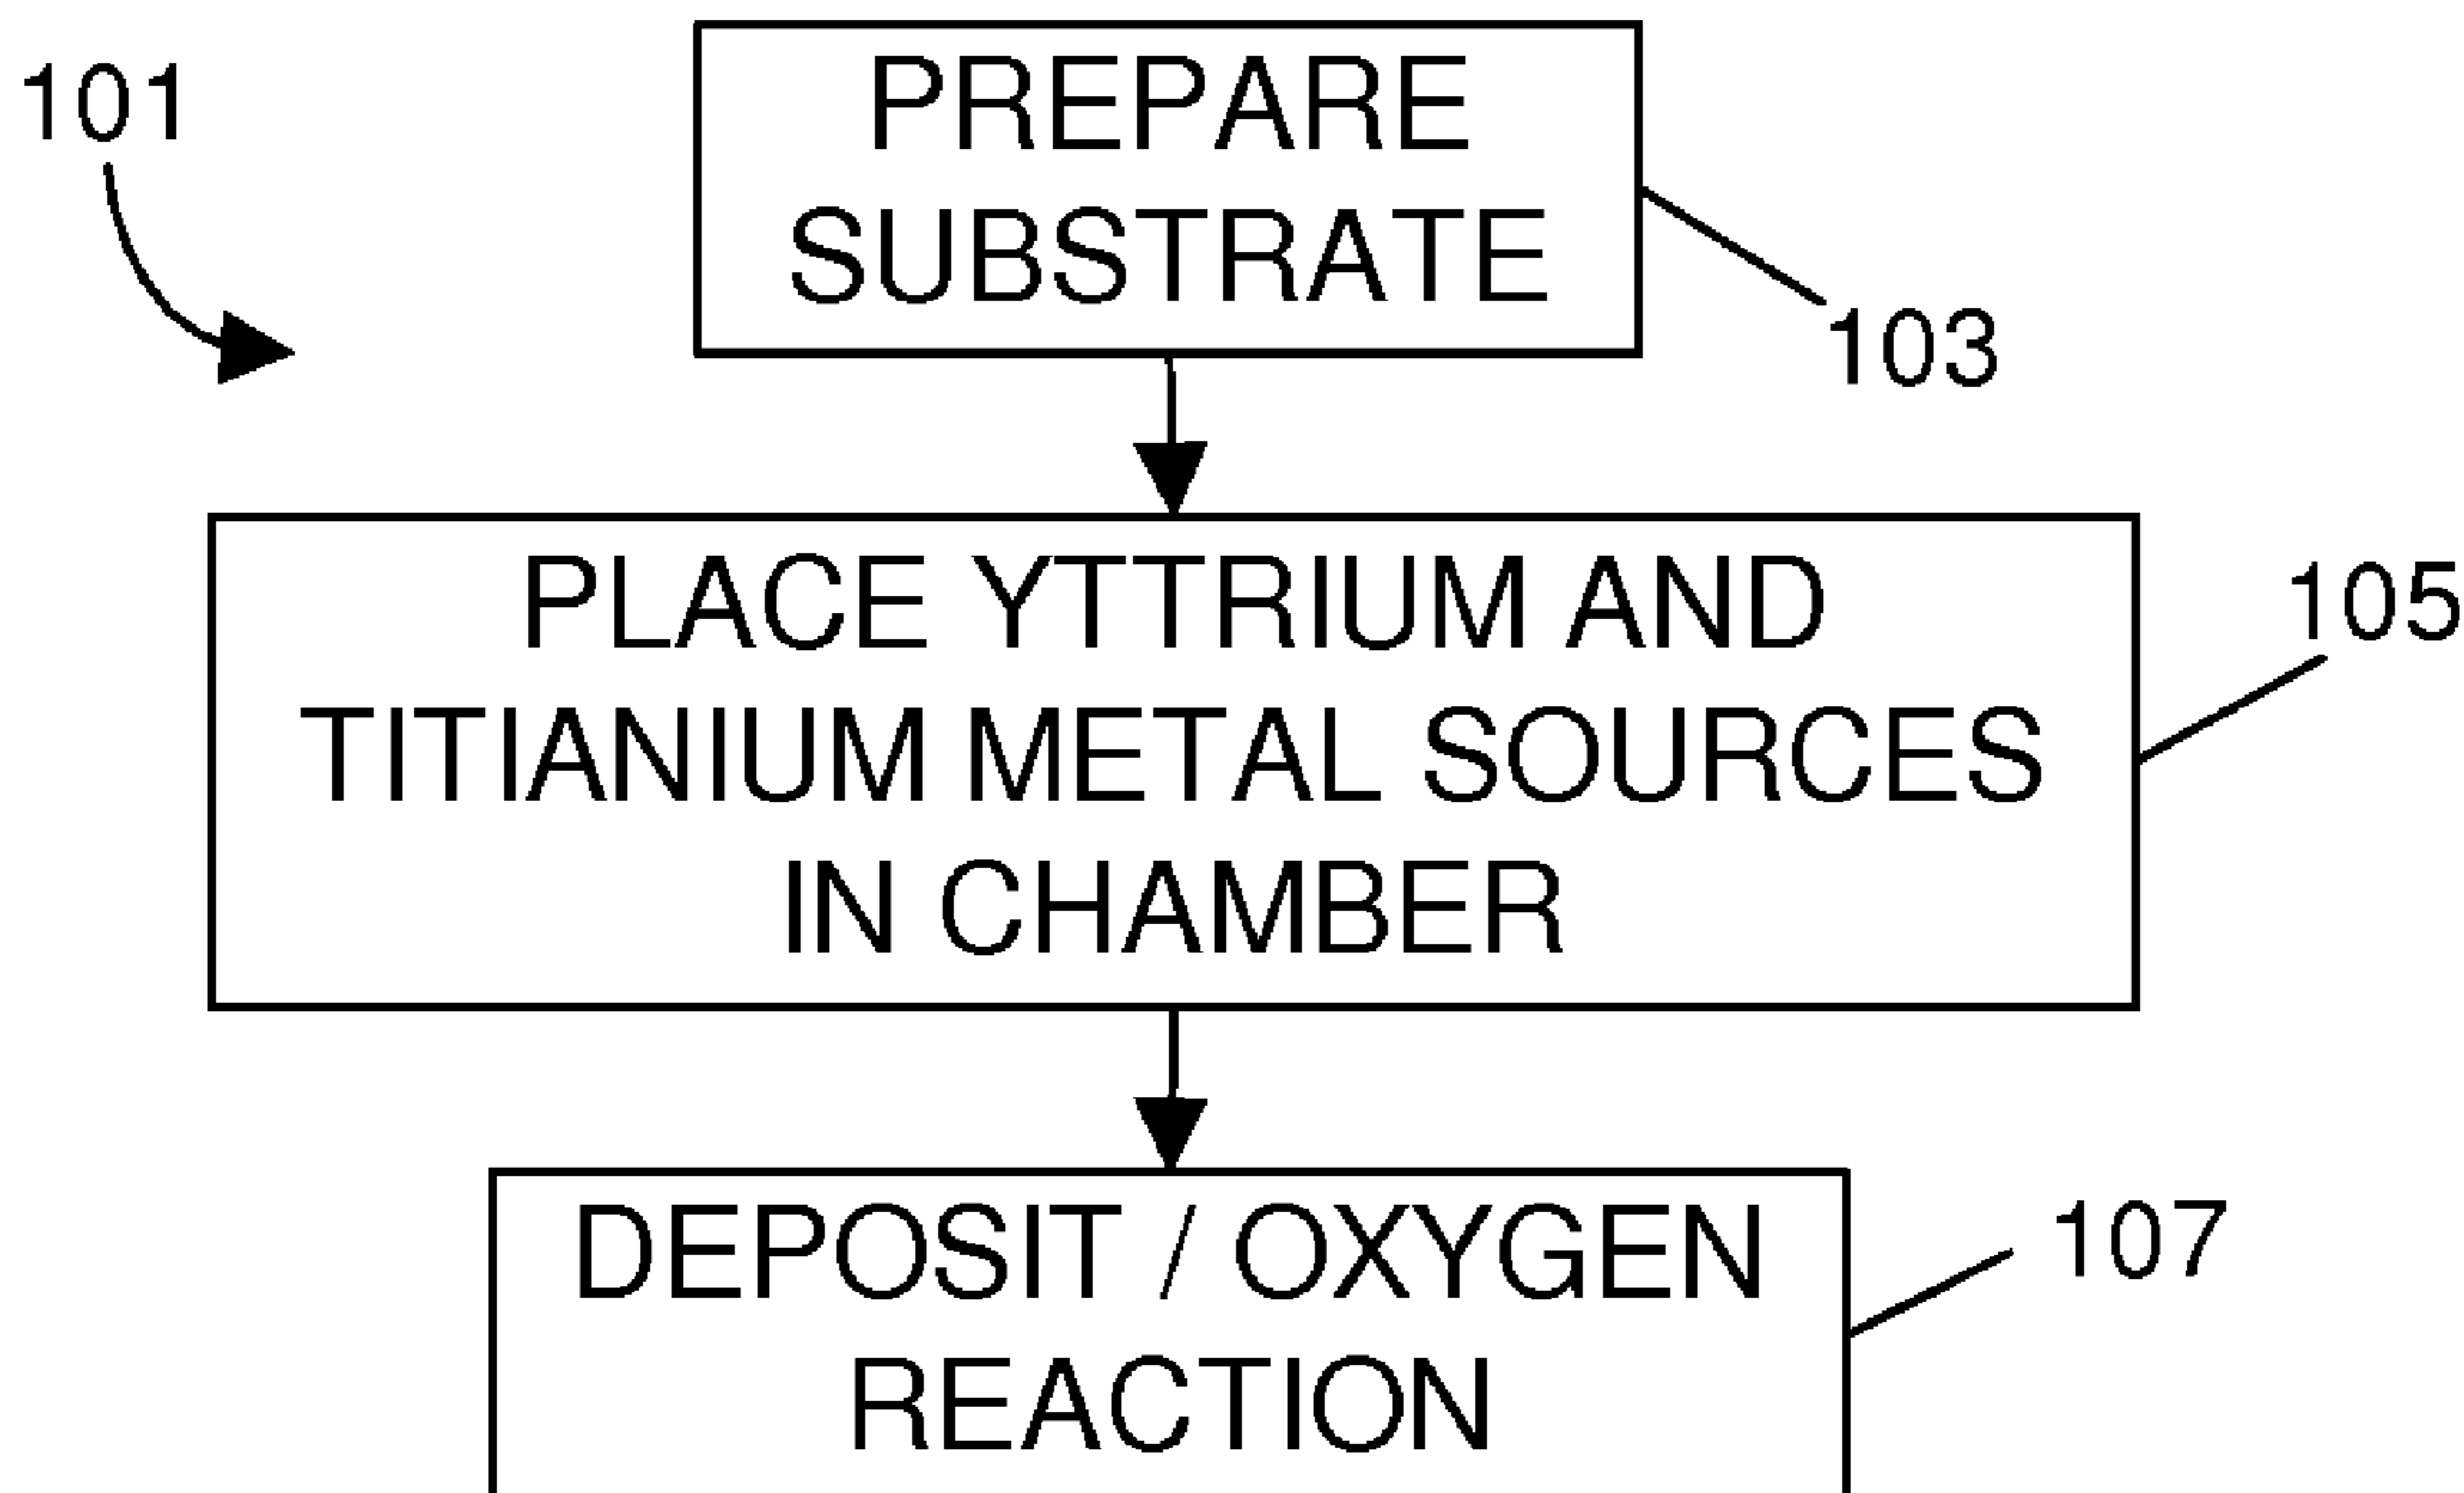 101
PREPARE
SUBSTRATE
103
PLACE YTTRIUM AND
TITIANIUM METAL SOURCES
IN CHAMBER
105
DEPOSIT / OXYGEN
REACTION
107